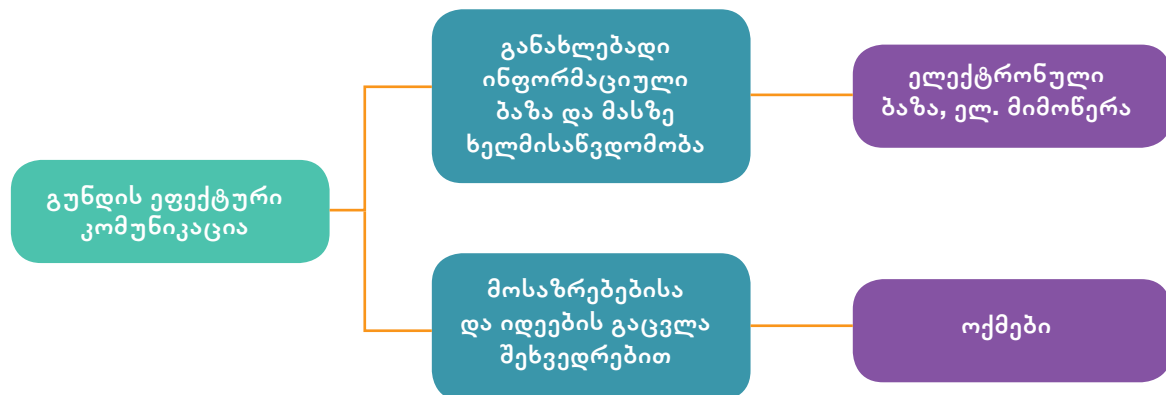 განახლებადი
ინფორმაციული
ბაზა და მასზე
ხელმისაწვდომობა
ელექტრონული
ბაზა, ელ. მიმოწერა
გუნდის ეფექტური
კომუნიკაცია
მოსაზრებებისა
და იდეების გაცვლა
შეხვედრებით
ოქმები